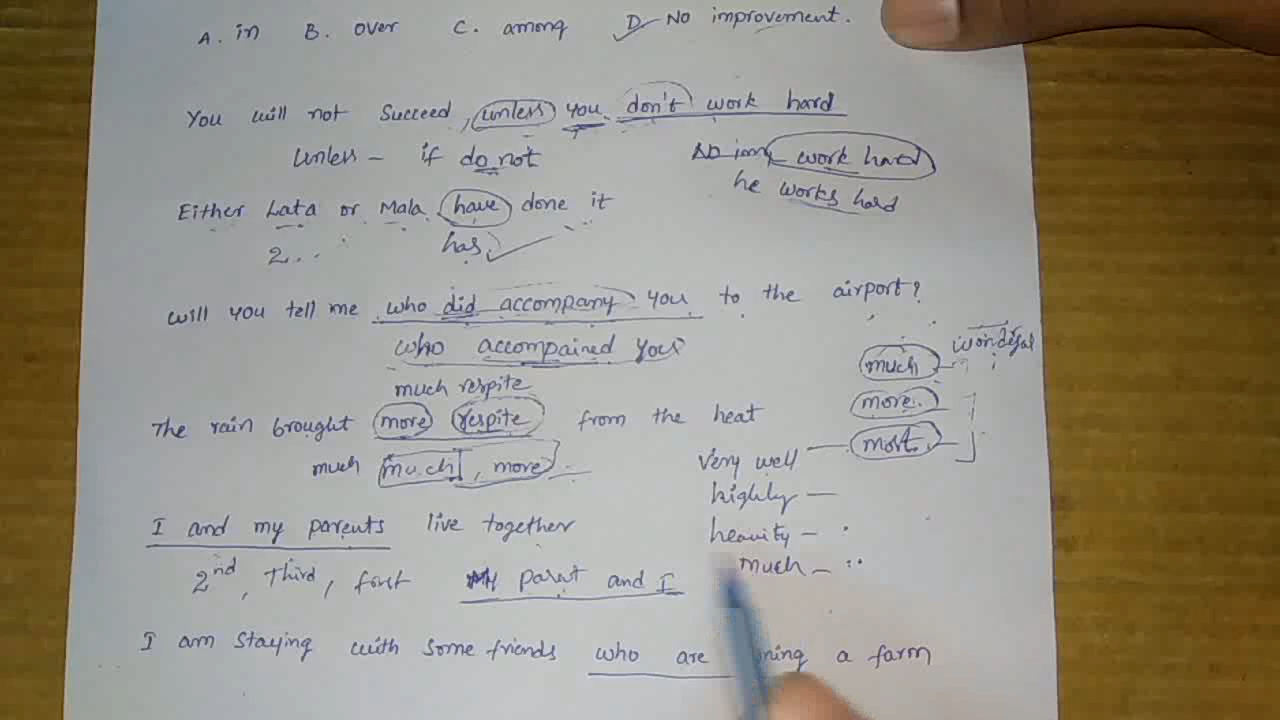 A. in B. over C. among D. No improvement.
You will not Succeed, unless you don't work hard
unless - if do not
work hard
he works hard
Either Lata or Mala have done it
2..
has
will you tell me who did accompany you to the airport?
who accompained you
much respite
wonderful
much
more.
most
The rain brought more respite from the heat
much much, more
very well
highly -
heavity -
much -
I and my parents live together
2nd, Third, first My parent and I
I am staying with some friends who are a farm